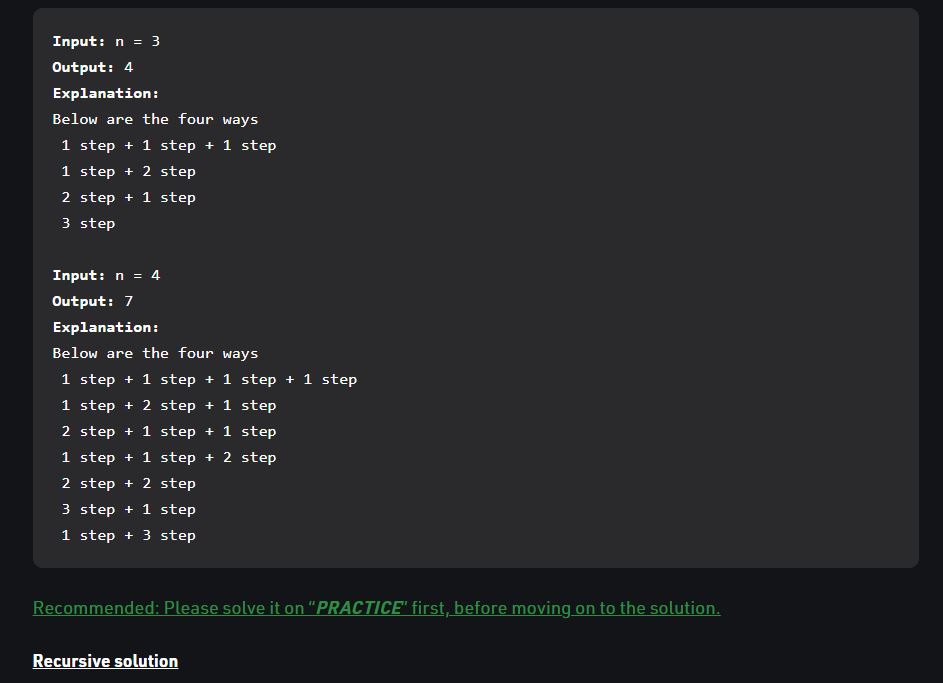 Input: n = 3
Output: 4
Explanation:
Below are the four ways
1 step + 1 step + 1 step
1 step + 2 step
2 step + 1 step
3 step
Input: n = 4
Output: 7
Explanation:
Below are the four ways
1 step + 1 step + 1 step + 1 step
1 step + 2 step + 1 step
2 step + 1 step + 1 step
1 step + 1 step + 2 step
2 step + 2 step
3 step + 1 step
1 step + 3 step
Recommended: Please solve it on “PRACTICE” first, before moving on to the solution.
Recursive solution